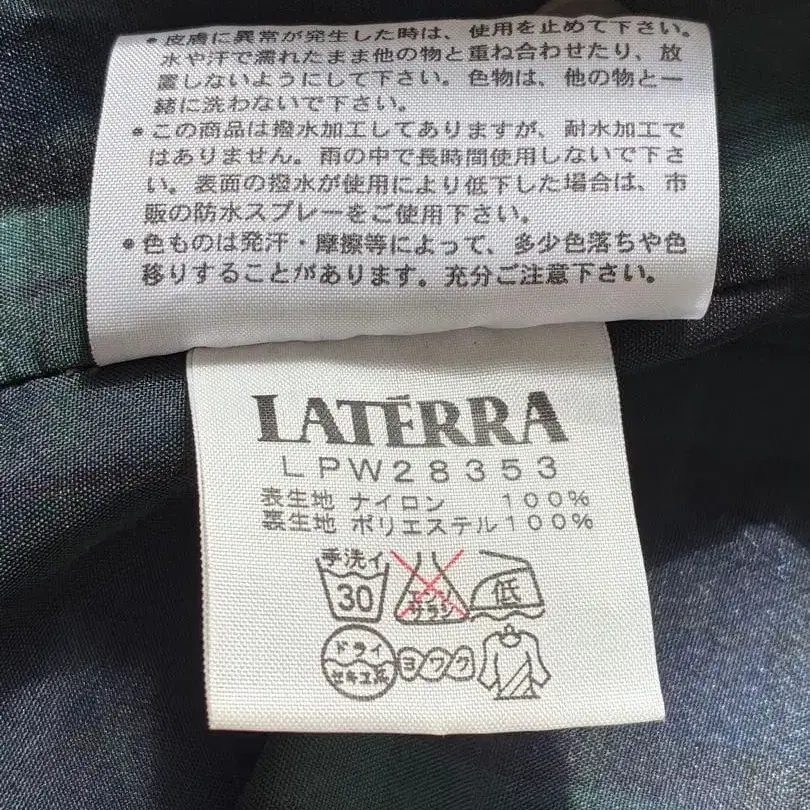 • 皮膚に異常が発生した時は、使用を止めて下さい。
水や汗で濡れたまま他の物と重ね合わせたり、放
置しないようにして下さい。色物は、他の物と一
緒に洗わないで下さい。
• この商品は撥水加工してありますが、耐水加工で
はありません。雨の中で長時間使用しないで下さ
い。表面の撥水が使用により低下した場合は、市
販の防水スプレーをご使用下さい。
• 色ものは発汗・摩擦等によって、多少色落ちや色
移りすることがあります。充分ご注意下さい。
LATÉRRA
LPW28353
表生地 ナイロン 100%
裏生地 ポリエステル100%
手洗イ
30
エンソ
サラシ
低
ドライ
セキユ系
ヨワク